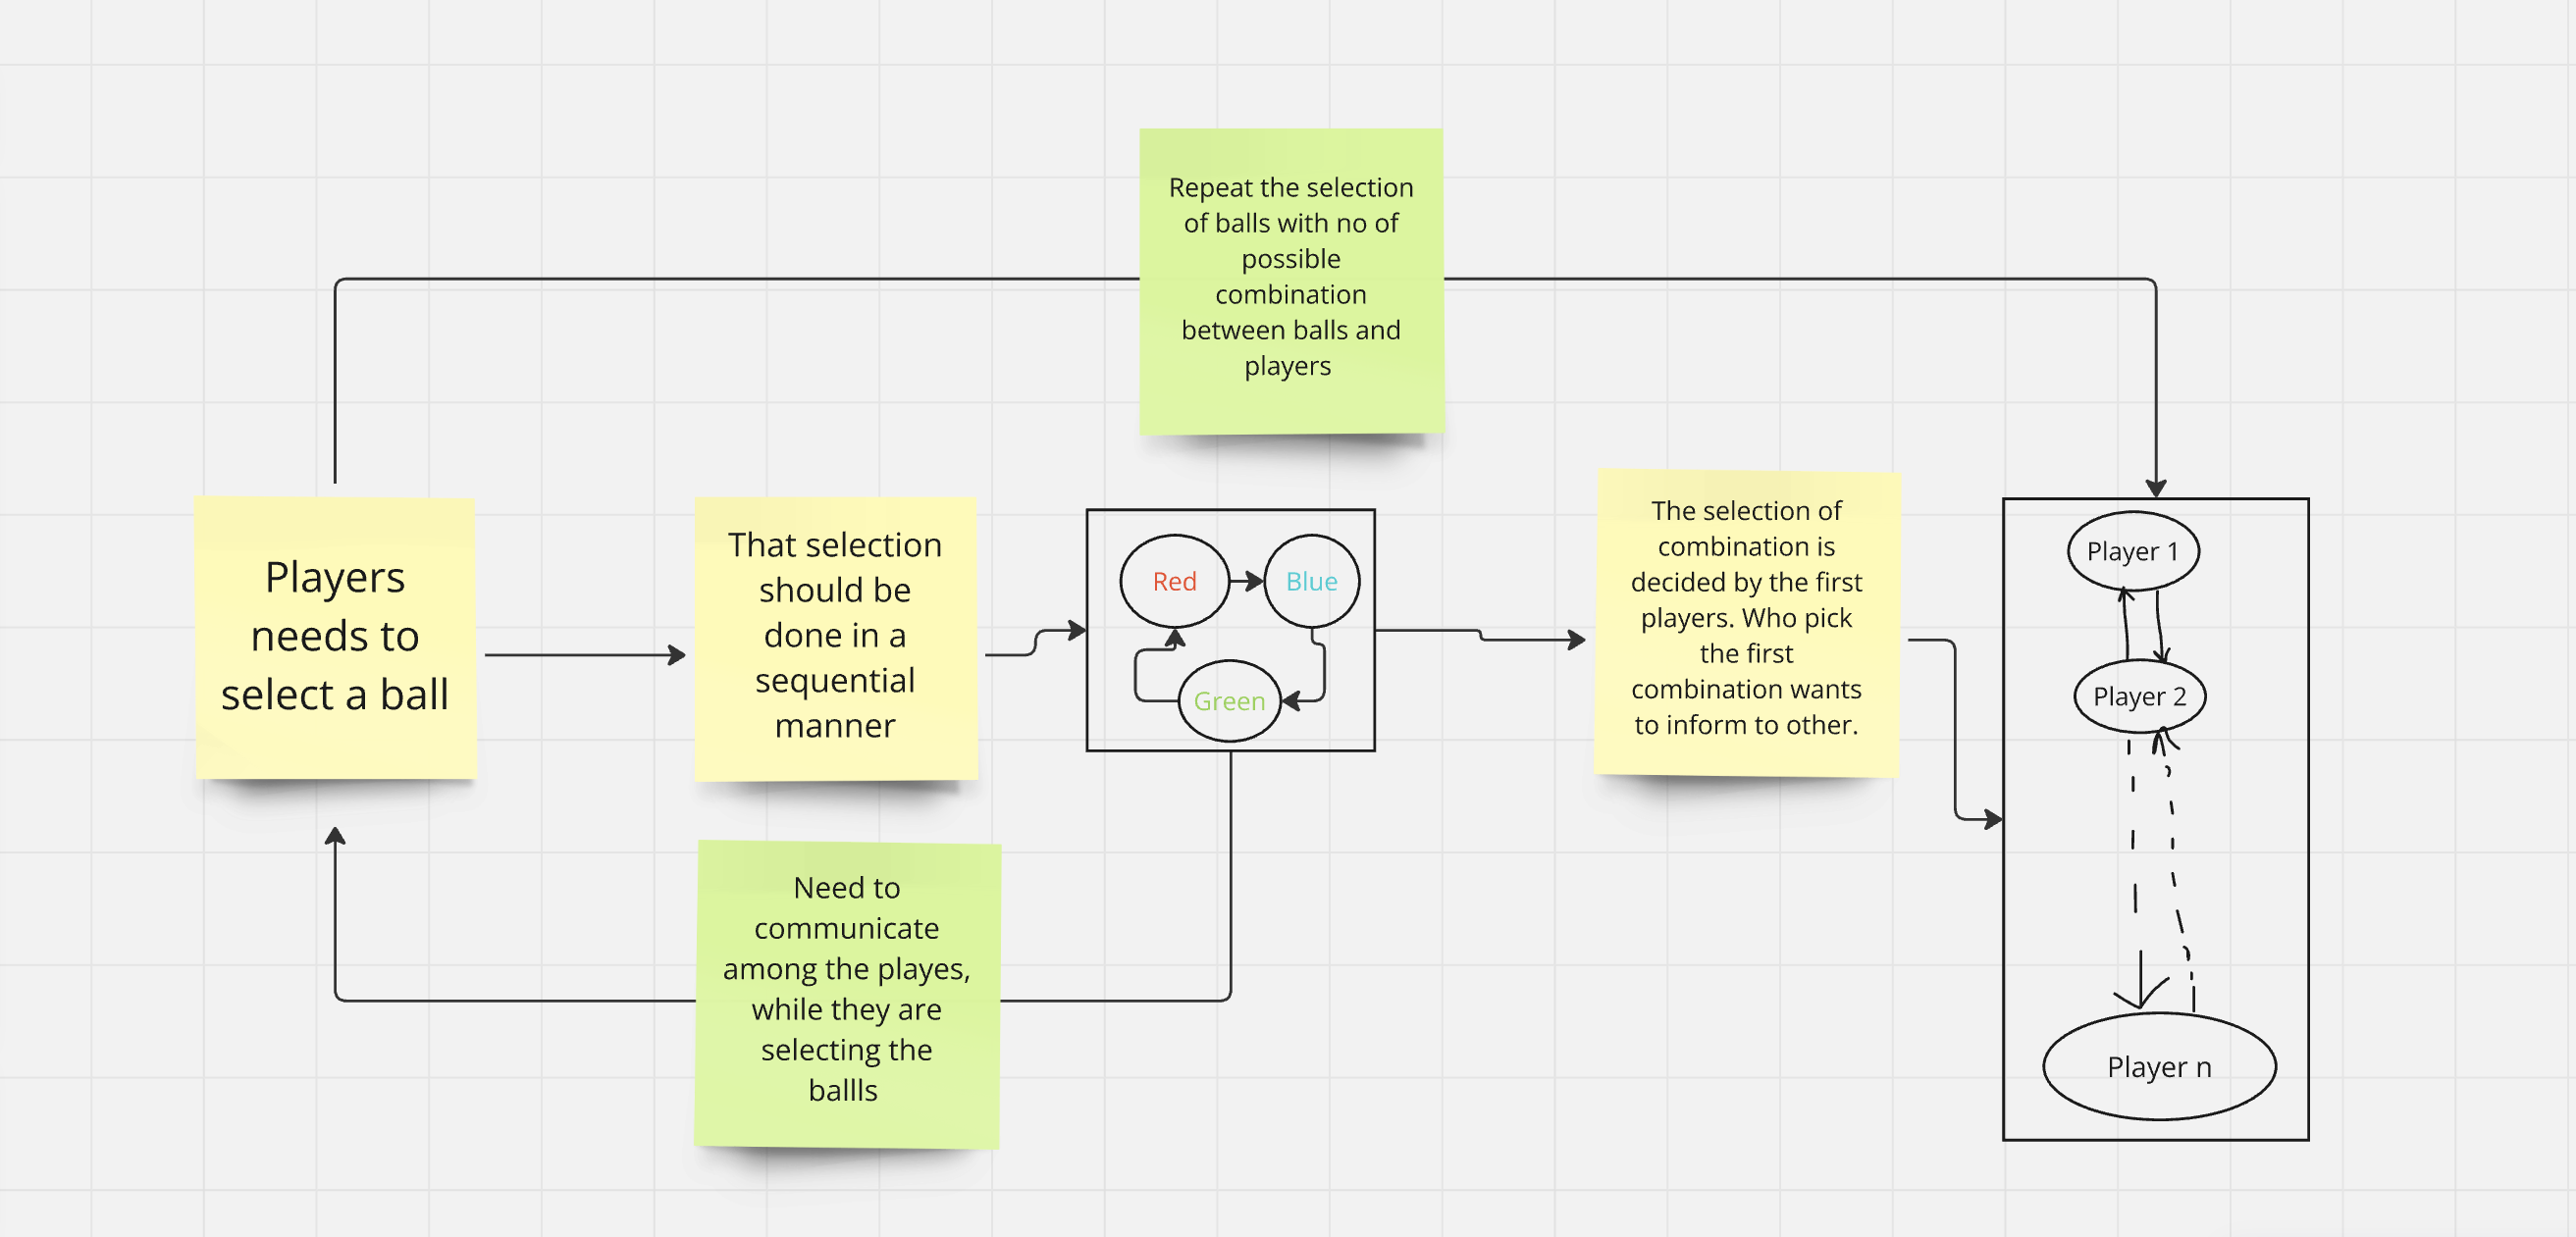 Repeat the selection
of balls with no of
possible
combination
between balls and
players
Players
needs to
select a ball
That selection
should be
done in a
sequential
manner
Red
Blue
Green
The selection of
combination is
decided by the first
players. Who pick
the first
combination wants
to inform to other.
Player 1
Player 2
Player n
Need to
communicate
among the playes,
while they are
selecting the
ballls